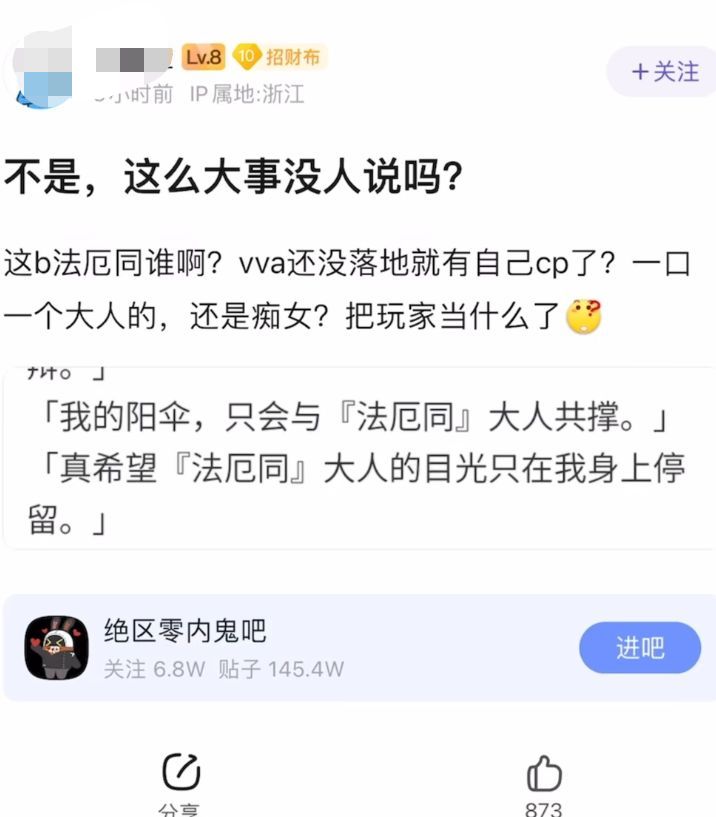 Lv.8 10 招财布
小时前 IP属地:浙江
+关注
不是，这么大事没人说吗？
这b法厄同谁啊？vva还没落地就有自己cp了？一口
一个大人的，还是痴女？把玩家当什么了
辩。」
「我的阳伞，只会与『法厄同』大人共撑。」
「真希望『法厄同』大人的目光只在我身上停
留。」
绝区零内鬼吧
关注 6.8W 贴子 145.4W
进吧
分享
873